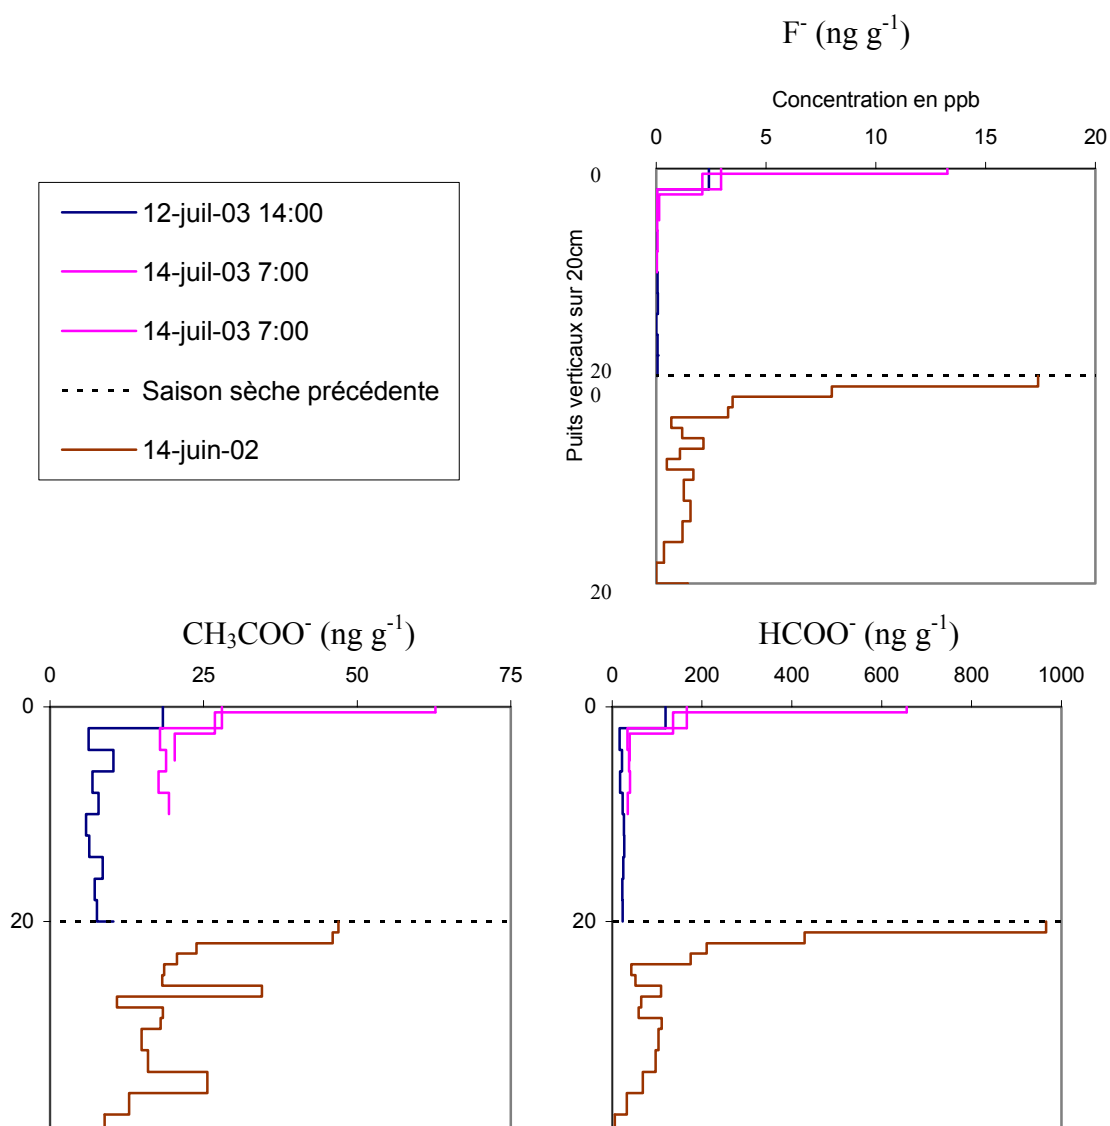 F⁻ (ng g⁻¹)
Concentration en ppb
0 5 10 15 20
0
Puits verticaux sur 20cm
20
0
20
12-juil-03 14:00
14-juil-03 7:00
14-juil-03 7:00
Saison sèche précédente
14-juin-02
CH₃COO⁻ (ng g⁻¹)
0 25 50 75
0
20
HCOO⁻ (ng g⁻¹)
0 200 400 600 800 1000
0
20